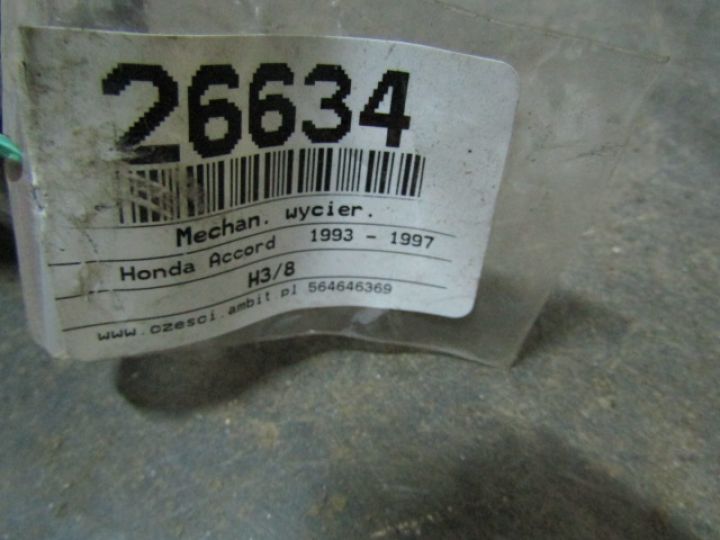 26634
Mechan. wycier.
Honda Accord 1993 - 1997
H3/8
www.czesci.ambit.pl 564646369